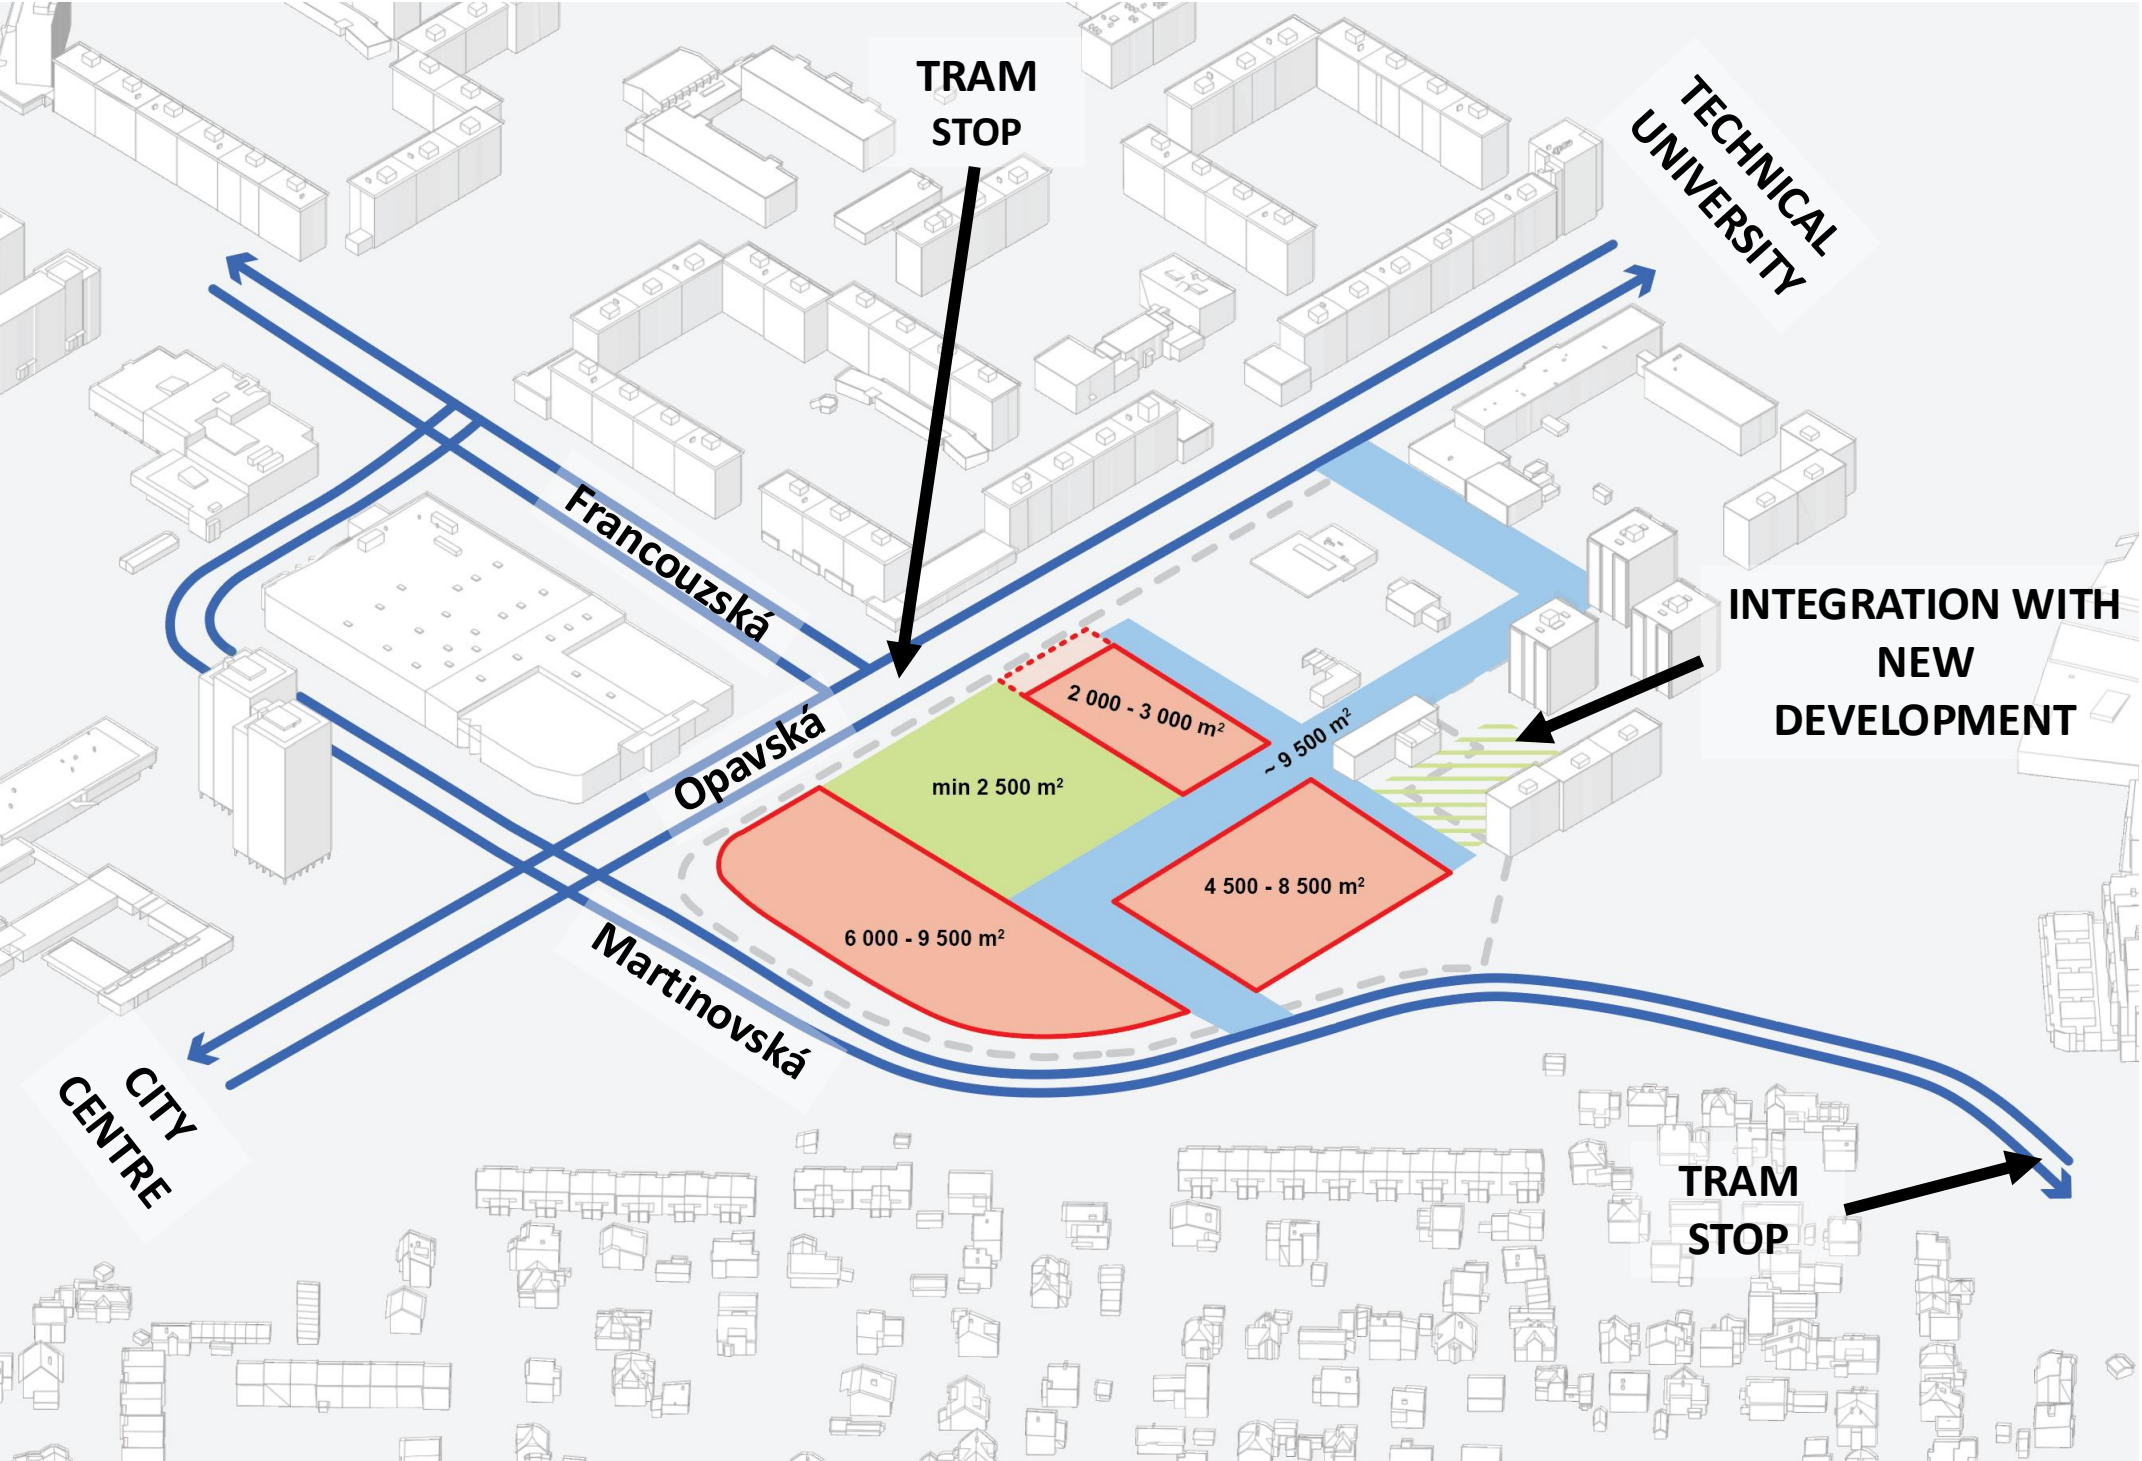 TRAM
STOP
TECHNICAL
UNIVERSITY
Francouzská
INTEGRATION WITH
NEW
DEVELOPMENT
2 000 - 3 000 m²
~ 9 500 m²
Opavská
min 2 500 m²
4 500 - 8 500 m²
6 000 - 9 500 m²
Martinovská
CITY
CENTRE
TRAM
STOP